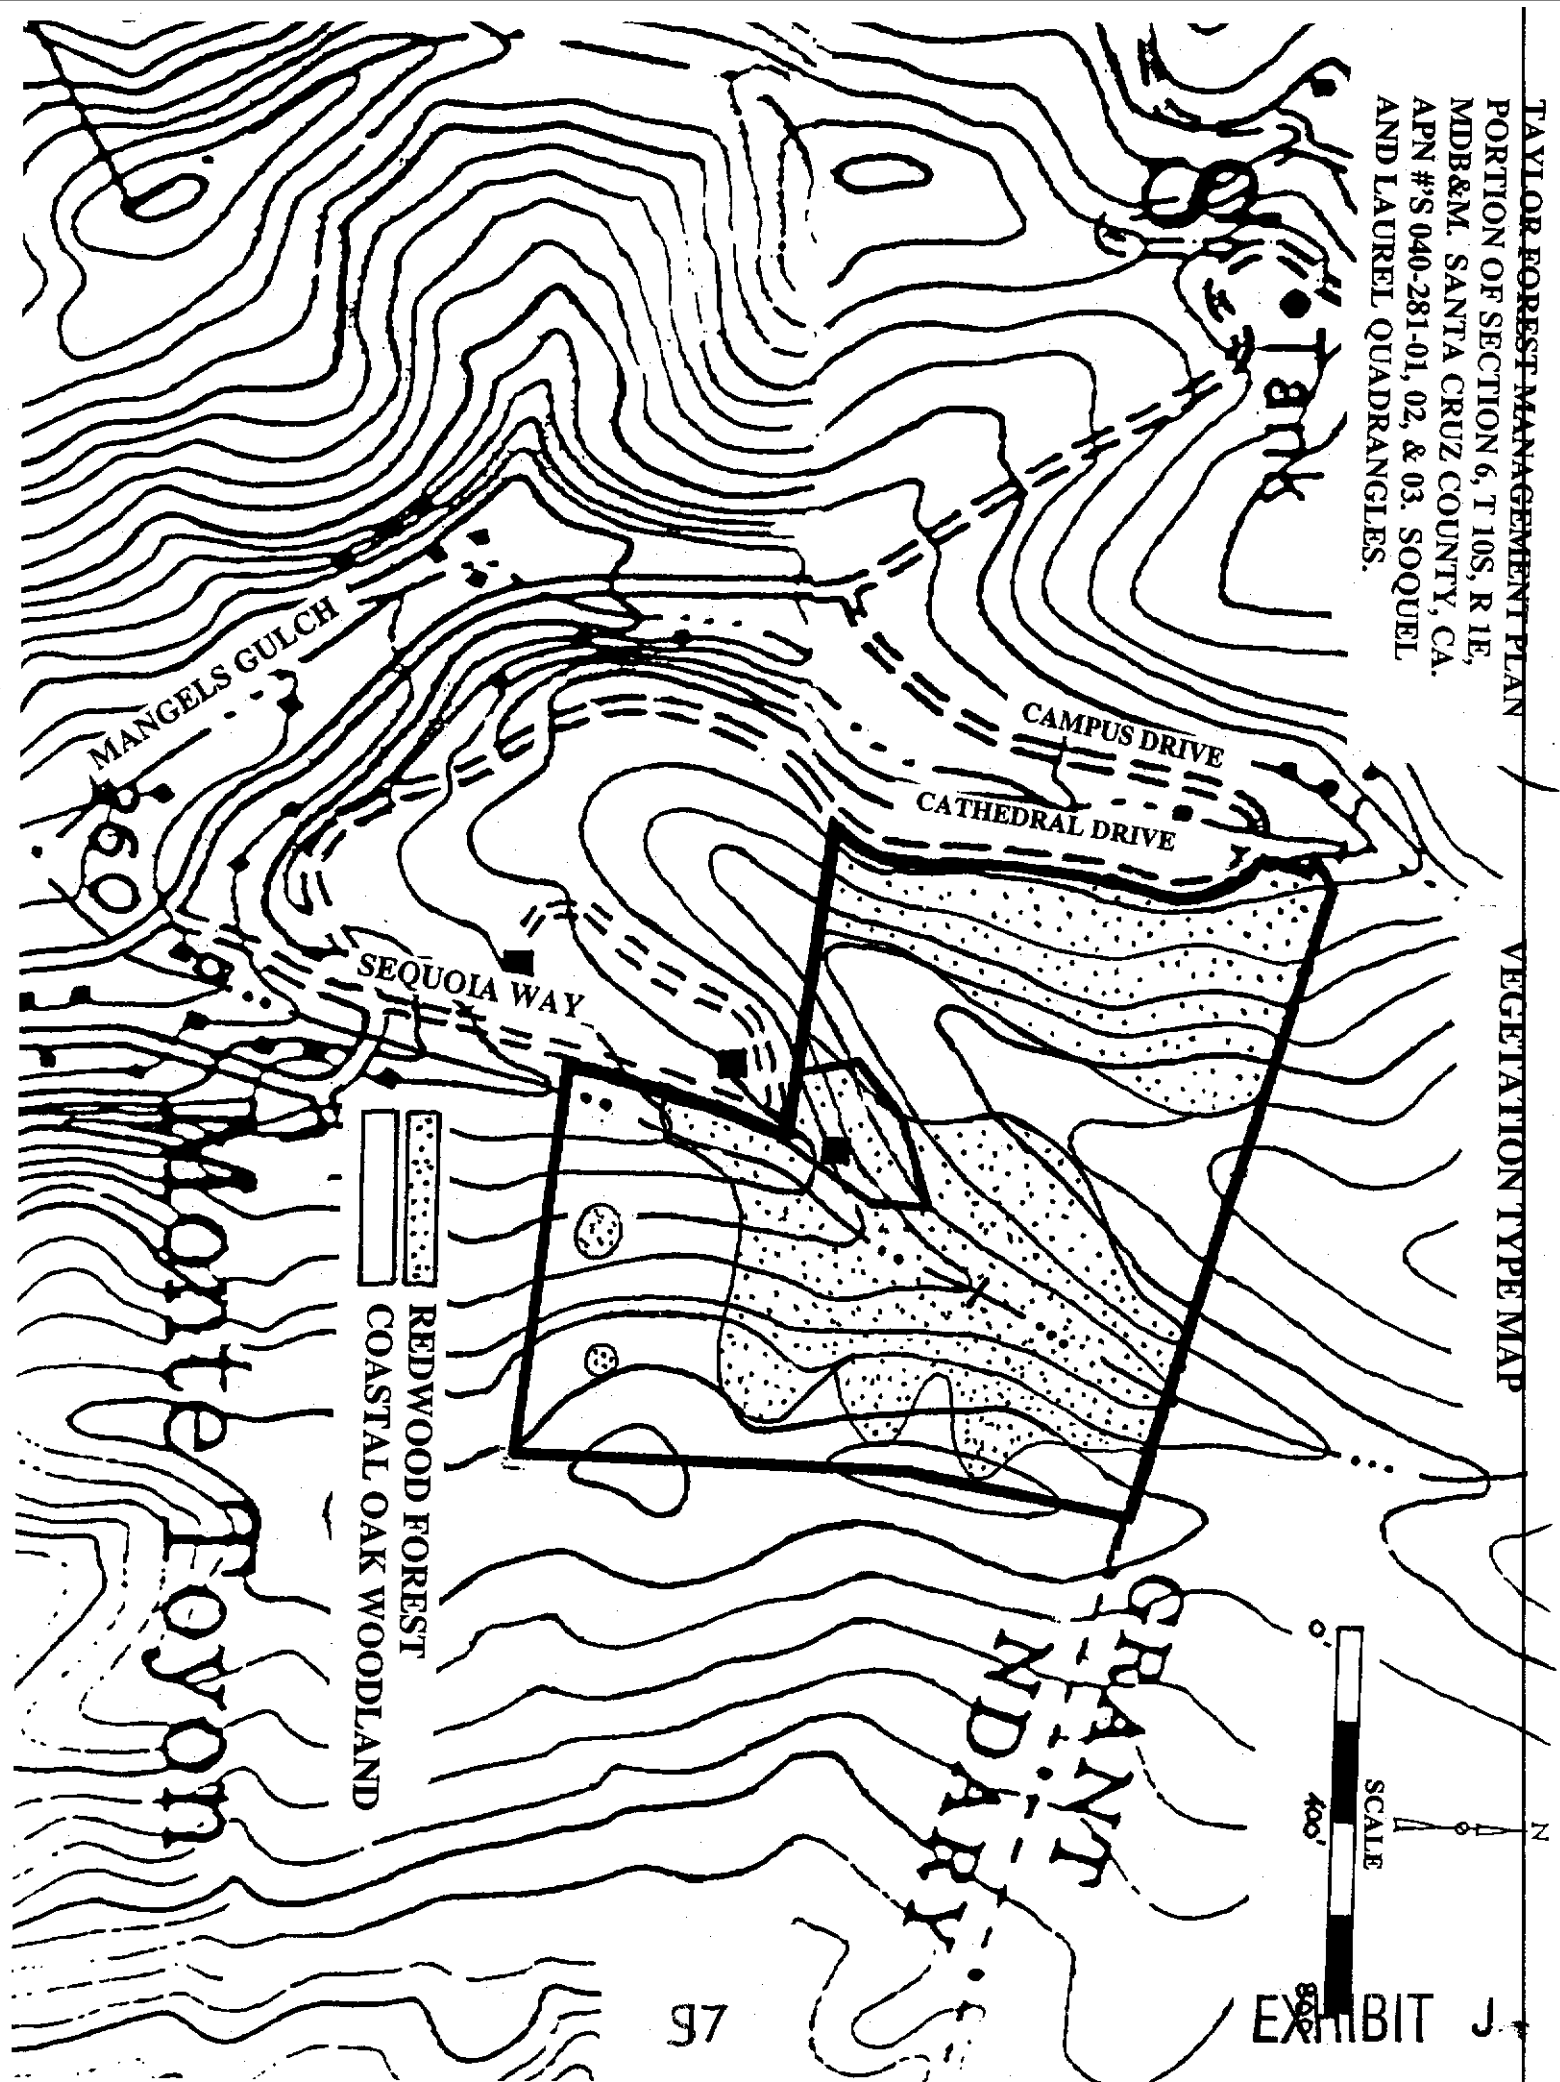 TAYLOR FOREST MANAGEMENT PLAN
PORTION OF SECTION 6, T 10S, R 1E,
MDB&M. SANTA CRUZ COUNTY, CA.
APN #'S 040-281-01, 02, & 03. SOQUEL
AND LAUREL QUADRANGLES.
VEGETATION TYPE MAP
N
SCALE
0
400'
EXHIBIT J
Tank
CAMPUS DRIVE
CATHEDRAL DRIVE
GRANT
NDARY
SEQUOIA WAY
MANGELS GULCH
REDWOOD FOREST
COASTAL OAK WOODLAND
Monte Toyon
97